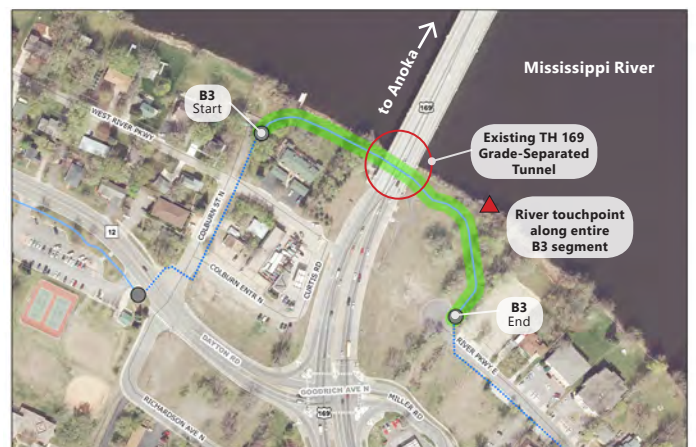 to Anoka
Mississippi River
169
B3
Start
WEST RIVER PKWY
Existing TH 169
Grade-Separated
Tunnel
River touchpoint
along entire
B3 segment
COLBURN ST N
12
COLBURN ENTR N
CURTIS RD
B3
End
RIVER PKWY E
DAYTON RD
GOODRICH AVE N
MILLER RD
169
RICHARDSON AVE N